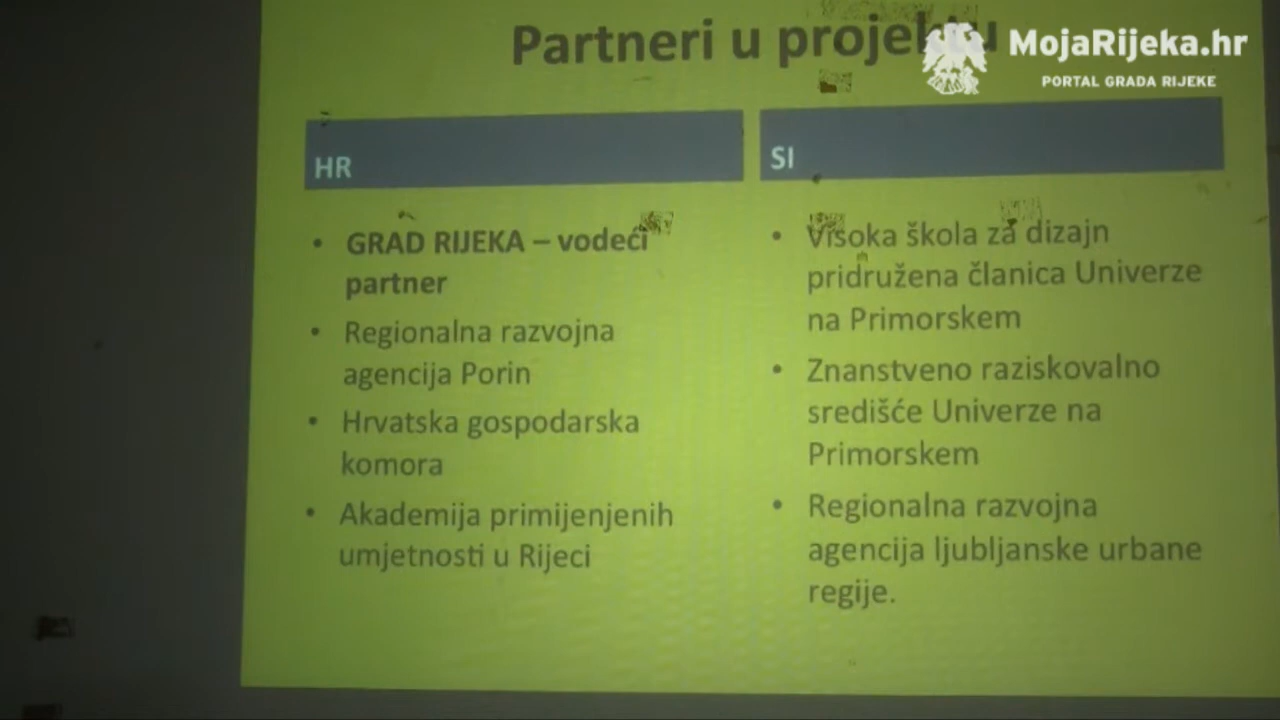 Partneri u projektu
MojaRijeka.hr
PORTAL GRADA RIJEKE
HR
• GRAD RIJEKA – vodeći
partner
• Regionalna razvojna
agencija Porin
• Hrvatska gospodarska
komora
• Akademija primijenjenih
umjetnosti u Rijeci
SI
• Visoka škola za dizajn
pridružena članica Univerze
na Primorskem
• Znanstveno raziskovalno
središče Univerze na
Primorskem
• Regionalna razvojna
agencija ljubljanske urbane
regije.